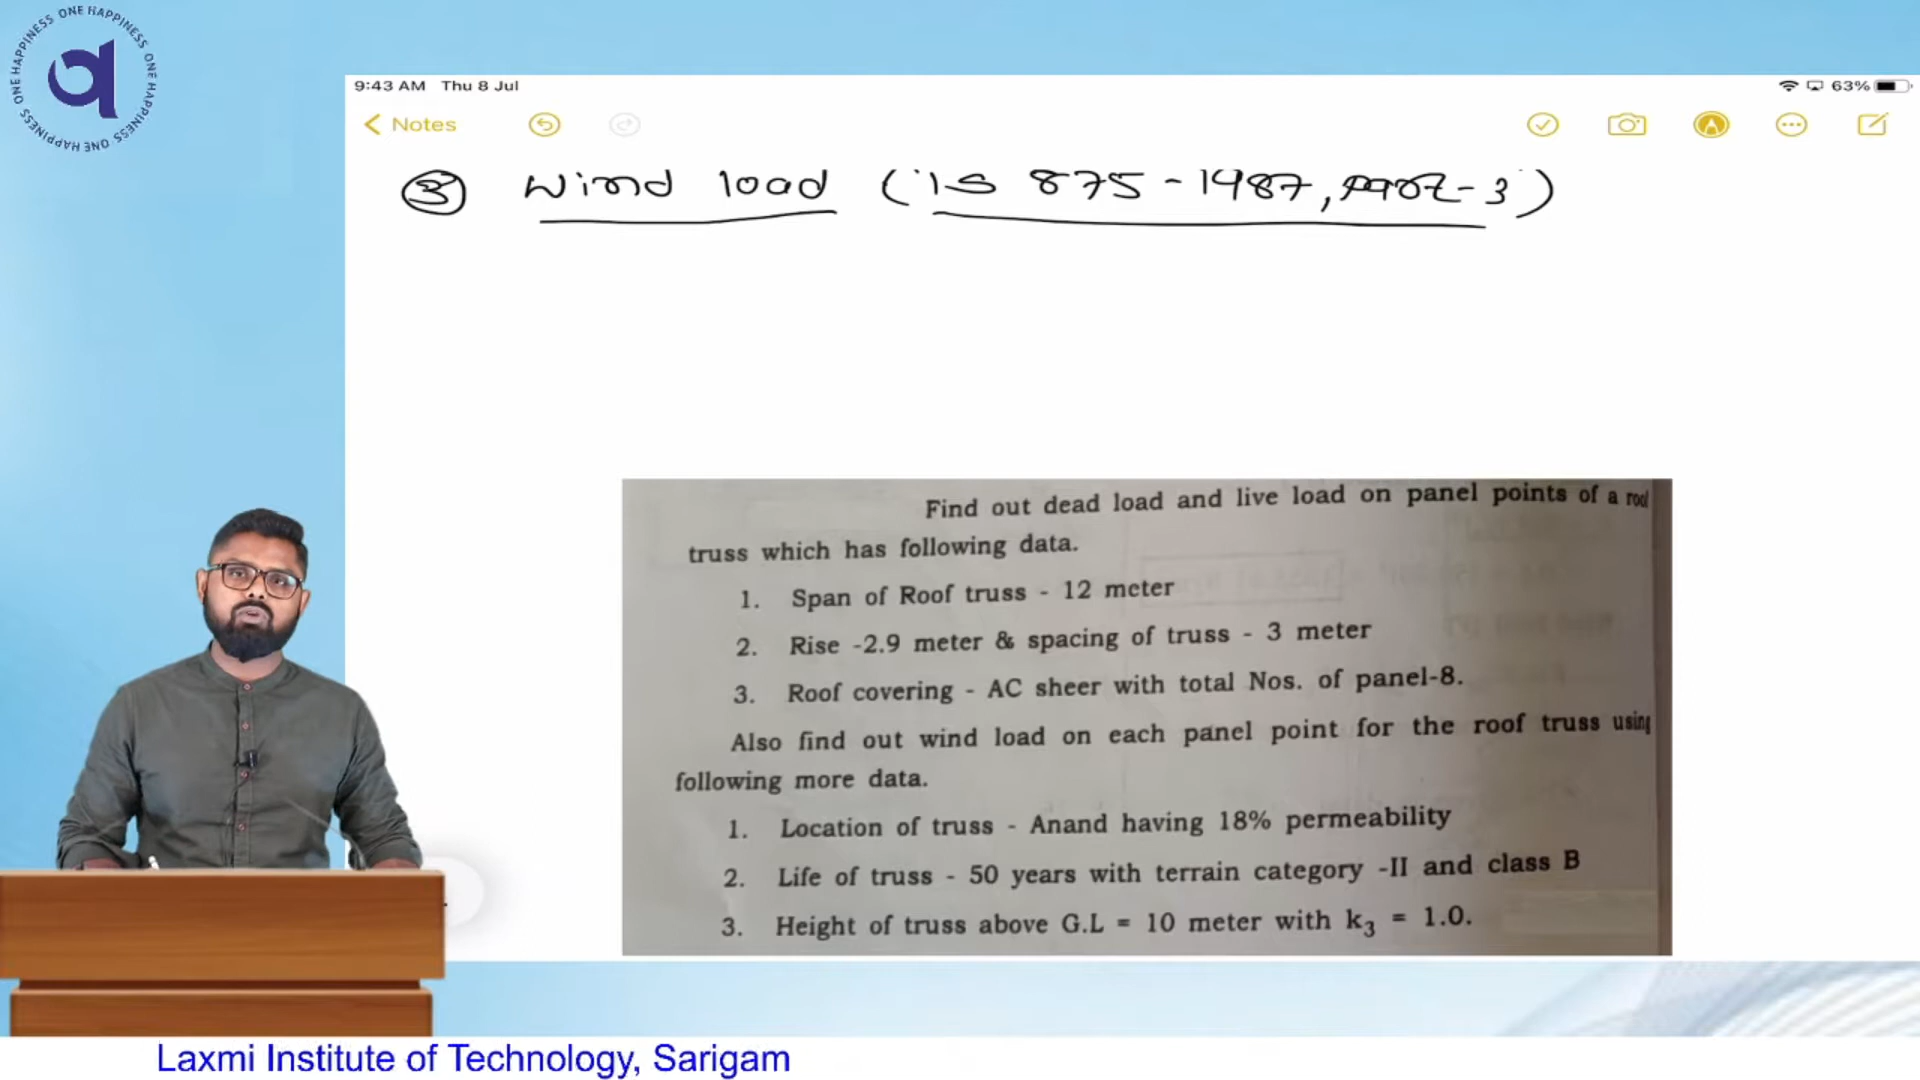 ONE HAPPINESS ONE HAPPINESS ONE HAPPINESS ONE HAPPINESS
9:43 AM Thu 8 Jul
63%
Notes
3 Wind load (IS 875-1987, part-3)
Find out dead load and live load on panel points of a roof
truss which has following data.
1. Span of Roof truss - 12 meter
2. Rise -2.9 meter & spacing of truss - 3 meter
3. Roof covering - AC sheer with total Nos. of panel-8.
Also find out wind load on each panel point for the roof truss using
following more data.
1. Location of truss - Anand having 18% permeability
2. Life of truss - 50 years with terrain category -II and class B
3. Height of truss above G.L = 10 meter with k₃ = 1.0.
Laxmi Institute of Technology, Sarigam